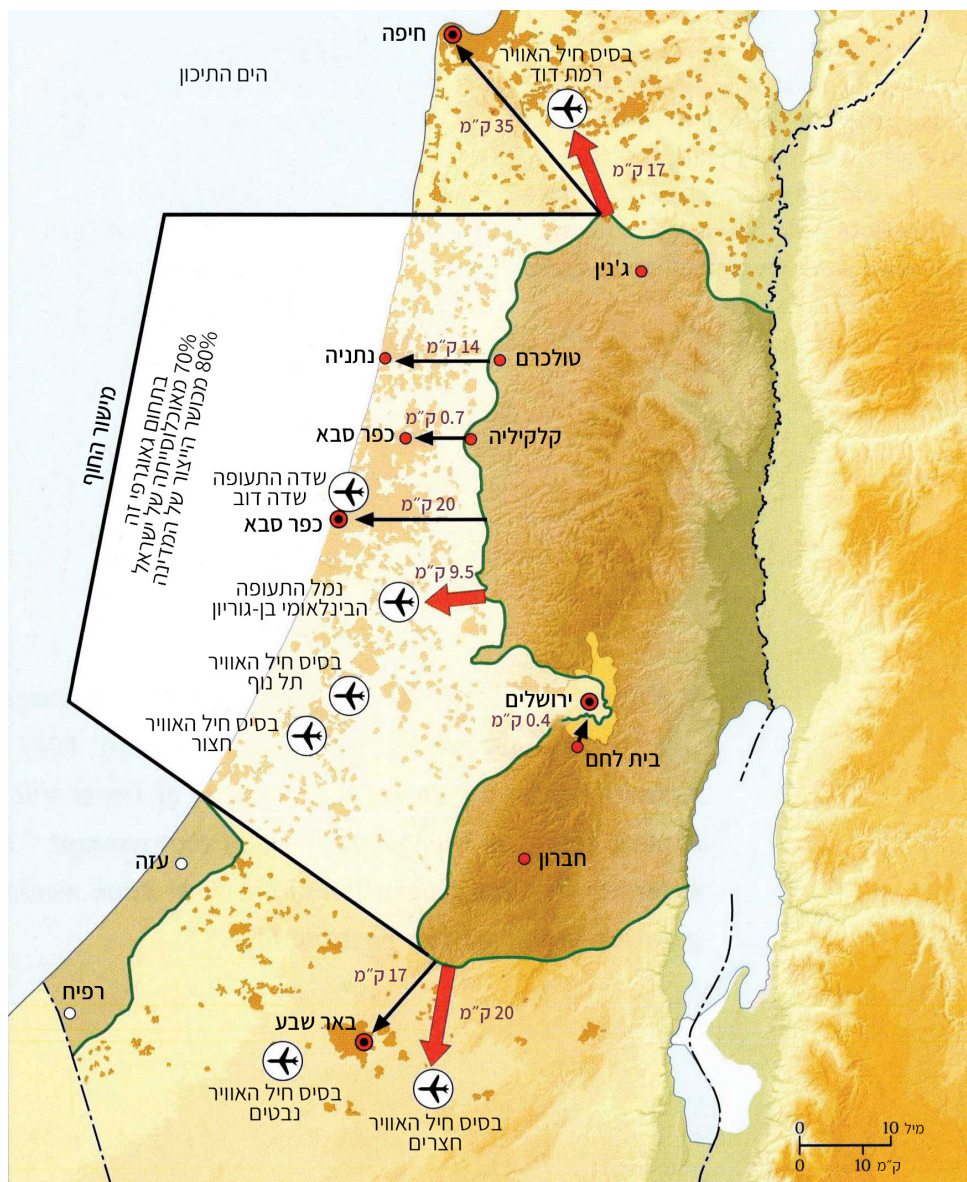 חיפה
הים התיכון
בסיס חיל האוויר
רמת דוד
35 ק״מ
17 ק״מ
ג'נין
נתניה
14 ק״מ
טולכרם
0.7 ק״מ
כפר סבא
קלקיליה
שדה התעופה
שדה דוב
20 ק״מ
כפר סבא
מישור החוף
בתחום גאוגרפי זה
70% מאוכלוסייתה של ישראל
80% מכושר הייצור של המדינה
9.5 ק״מ
נמל התעופה
הבינלאומי בן-גוריון
בסיס חיל האוויר
תל נוף
ירושלים
0.4 ק״מ
בסיס חיל האוויר
חצור
בית לחם
חברון
עזה
רפיח
17 ק״מ
20 ק״מ
באר שבע
בסיס חיל האוויר
נבטים
בסיס חיל האוויר
חצרים
0 10 מיל
0 10 ק״מ